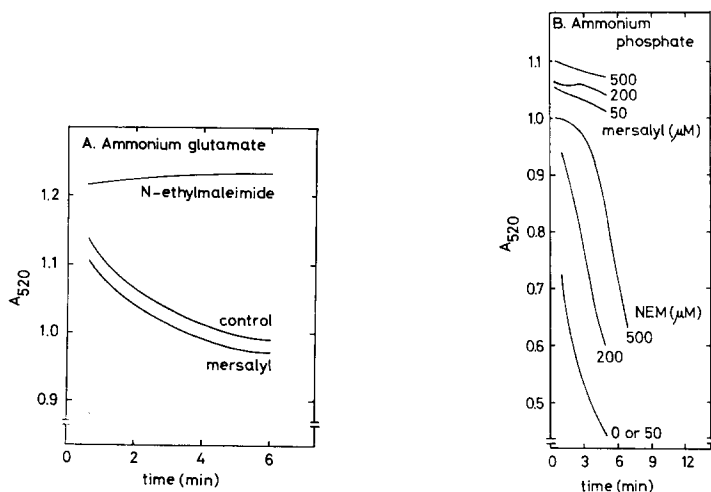 A. Ammonium glutamate
N-ethylmaleimide
control
mersalyl
A520
1.2
1.1
1.0
0.9
0 2 4 6
time (min)
B. Ammonium
phosphate
500
200
50
mersalyl (μM)
NEM (μM)
500
200
0 or 50
A520
1.1
1.0
0.9
0.8
0.7
0.6
0.5
0 3 6 9 12
time (min)